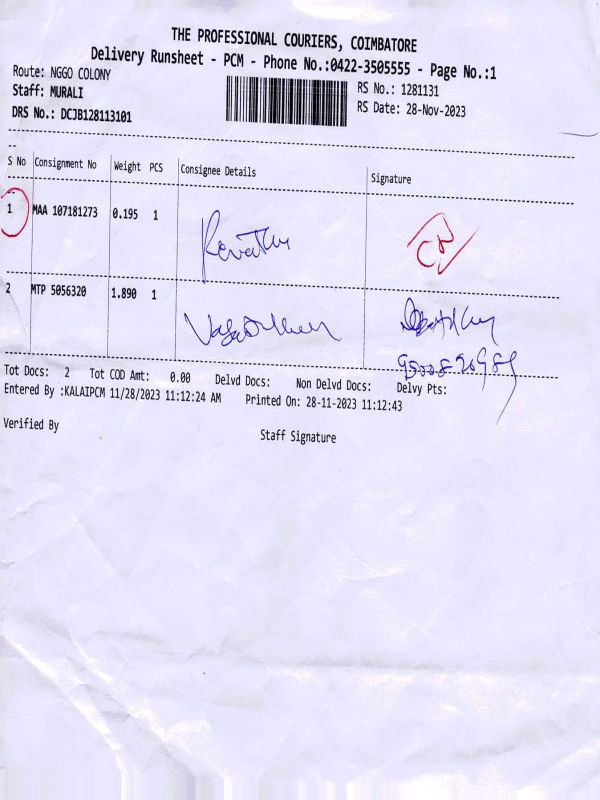 THE PROFESSIONAL COURIERS, COIMBATORE
Delivery Runsheet - PCM - Phone No.:0422-3505555 - Page No.:1
Route: NGGO COLONY
RS No.: 1281131
Staff: MURALI
RS Date: 28-Nov-2023
DRS No.: DCJB128113101
S No Consignment No Weight PCS Consignee Details Signature
1 MAA 107181273 0.195 1 Revathy
2 MTP 5056320 1.890 1
Tot Docs: 2 Tot COD Amt: 0.00 Delvd Docs: Non Delvd Docs: Delvy Pts:
Entered By :KALAIPCM 11/28/2023 11:12:24 AM Printed On: 28-11-2023 11:12:43
Verified By
Staff Signature